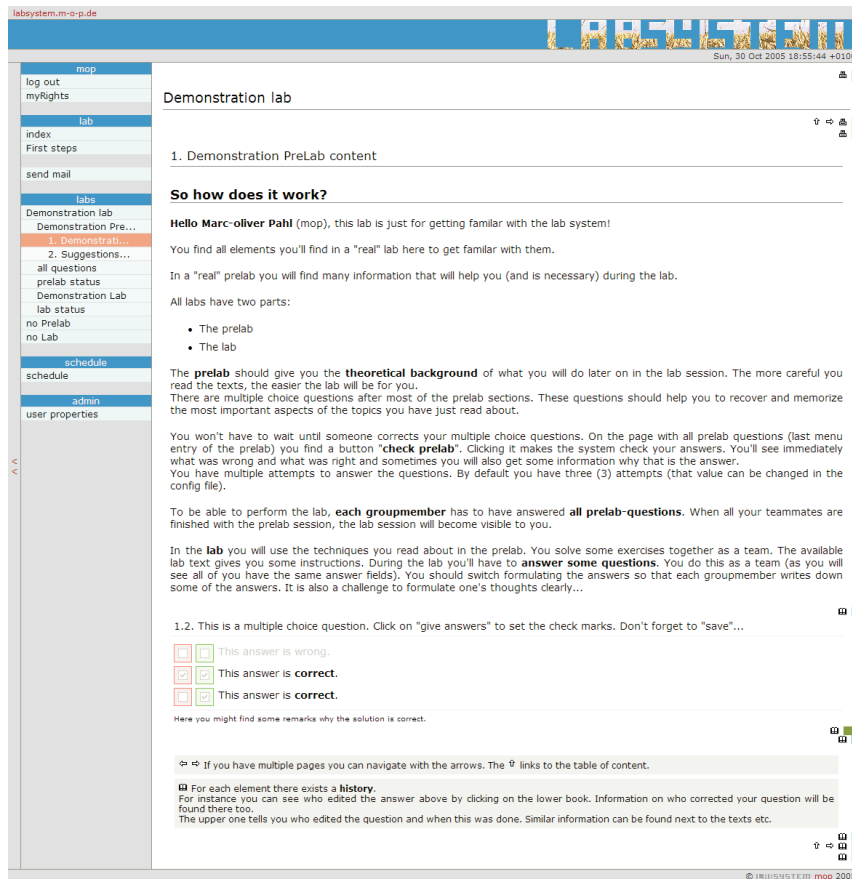 labsystem.m-o-p.de
LABSYSTEM
Sun, 30 Oct 2005 18:55:44 +010
mop
log out
myRights
lab
index
First steps
send mail
labs
Demonstration lab
Demonstration Pre...
1. Demonstrati...
2. Suggestions...
all questions
prelab status
Demonstration Lab
lab status
no Prelab
no Lab
schedule
schedule
admin
user properties
<
<
Demonstration lab
1. Demonstration PreLab content
So how does it work?
Hello Marc-oliver Pahl (mop), this lab is just for getting familar with the lab system!
You find all elements you'll find in a "real" lab here to get familar with them.
In a "real" prelab you will find many information that will help you (and is necessary) during the lab.
All labs have two parts:
• The prelab
• The lab
The prelab should give you the theoretical background of what you will do later on in the lab session. The more careful you
read the texts, the easier the lab will be for you.
There are multiple choice questions after most of the prelab sections. These questions should help you to recover and memorize
the most important aspects of the topics you have just read about.
You won't have to wait until someone corrects your multiple choice questions. On the page with all prelab questions (last menu
entry of the prelab) you find a button "check prelab". Clicking it makes the system check your answers. You'll see immediately
what was wrong and what was right and sometimes you will also get some information why that is the answer.
You have multiple attempts to answer the questions. By default you have three (3) attempts (that value can be changed in the
config file).
To be able to perform the lab, each groupmember has to have answered all prelab-questions. When all your teammates are
finished with the prelab session, the lab session will become visible to you.
In the lab you will use the techniques you read about in the prelab. You solve some exercises together as a team. The available
lab text gives you some instructions. During the lab you'll have to answer some questions. You do this as a team (as you will
see all of you have the same answer fields). You should switch formulating the answers so that each groupmember writes down
some of the answers. It is also a challenge to formulate one's thoughts clearly...
1.2. This is a multiple choice question. Click on "give answers" to set the check marks. Don't forget to "save"...
This answer is wrong.
This answer is correct.
This answer is correct.
Here you might find some remarks why the solution is correct.
⇦ ⇨ If you have multiple pages you can navigate with the arrows. The ⇧ links to the table of content.
For each element there exists a history.
For instance you can see who edited the answer above by clicking on the lower book. Information on who corrected your question will be
found there too.
The upper one tells you who edited the question and when this was done. Similar information can be found next to the texts etc.
© LABSYSTEM mop 200